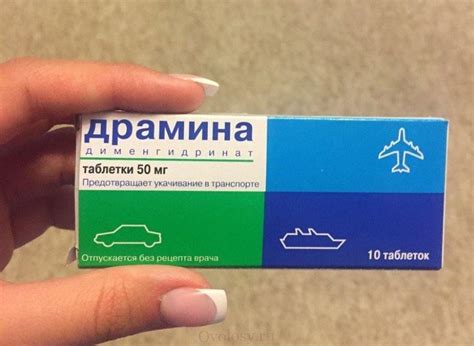 драмина
дименгидринат
таблетки 50 мг
Предотвращает укачивание в транспорте
Отпускается без рецепта врача
10 таблеток